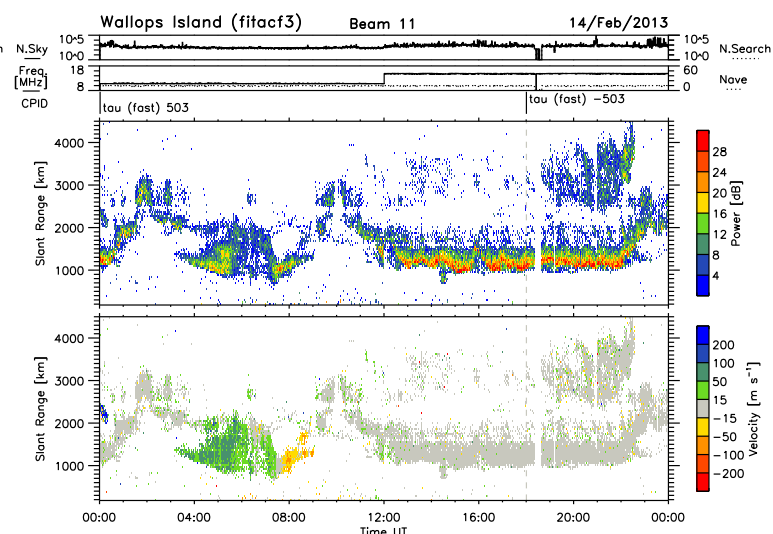 Wallops Island (fitacf3) Beam 11 14/Feb/2013
N.Sky 10^5 10^0 10^5 10^0 N.Search
Freq. [MHz] 18 8 60 0 Nave
CPID tau (fast) 503 tau (fast) -503
4000
3000
2000
1000
Slant Range [km]
28
24
20
16
12
8
4
Power [dB]
4000
3000
2000
1000
Slant Range [km]
200
100
50
15
-15
-50
-100
-200
Velocity [m s⁻¹]
00:00 04:00 08:00 12:00 16:00 20:00 00:00
Time UT